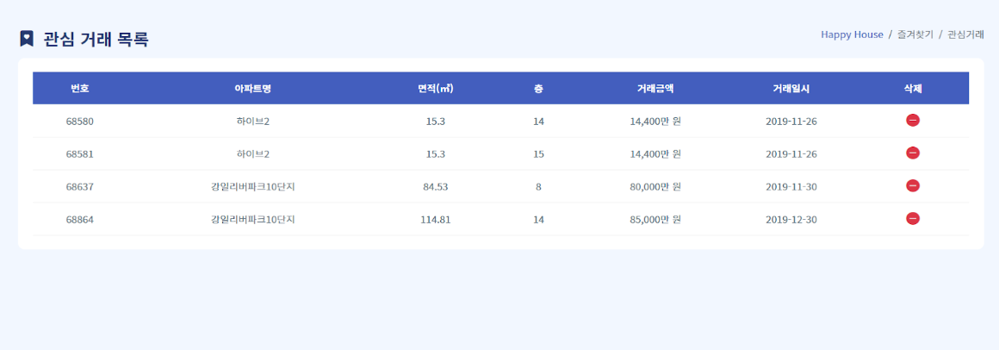 관심 거래 목록
Happy House / 즐겨찾기 / 관심거래
번호 아파트명 면적(㎡) 층 거래금액 거래일시 삭제
68580 하이브2 15.3 14 14,400만 원 2019-11-26
68581 하이브2 15.3 15 14,400만 원 2019-11-26
68637 강일리버파크10단지 84.53 8 80,000만 원 2019-11-30
68864 강일리버파크10단지 114.81 14 85,000만 원 2019-12-30